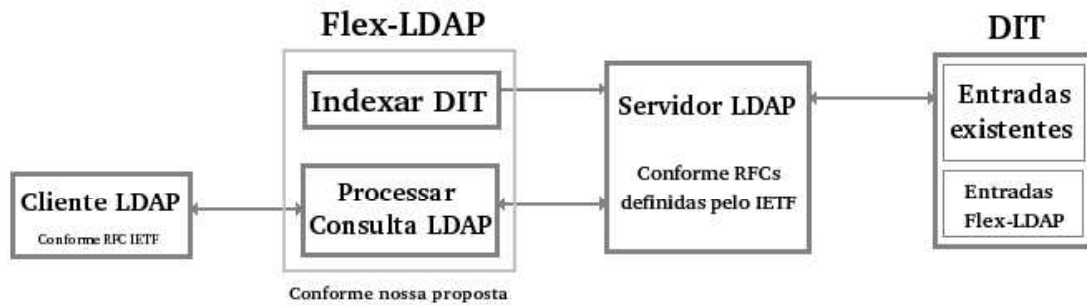 Flex-LDAP
DIT
Indexar DIT
Servidor LDAP
Entradas
existentes
Conforme RFCs
definidas pelo IETF
Cliente LDAP
Conforme RFC IETF
Processar
Consulta LDAP
Entradas
Flex-LDAP
Conforme nossa proposta